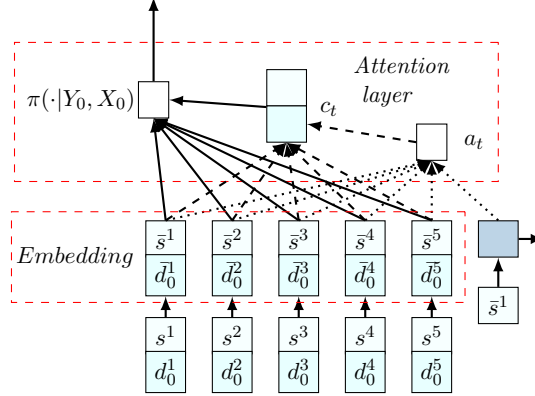 Attention
layer
π(·|Y₀, X₀)
cₜ
aₜ
Embedding
s̄¹ s̄² s̄³ s̄⁴ s̄⁵
d̄₀¹ d̄₀² d̄₀³ d̄₀⁴ d̄₀⁵
s̄¹
s¹ s² s³ s⁴ s⁵
d₀¹ d₀² d₀³ d₀⁴ d₀⁵